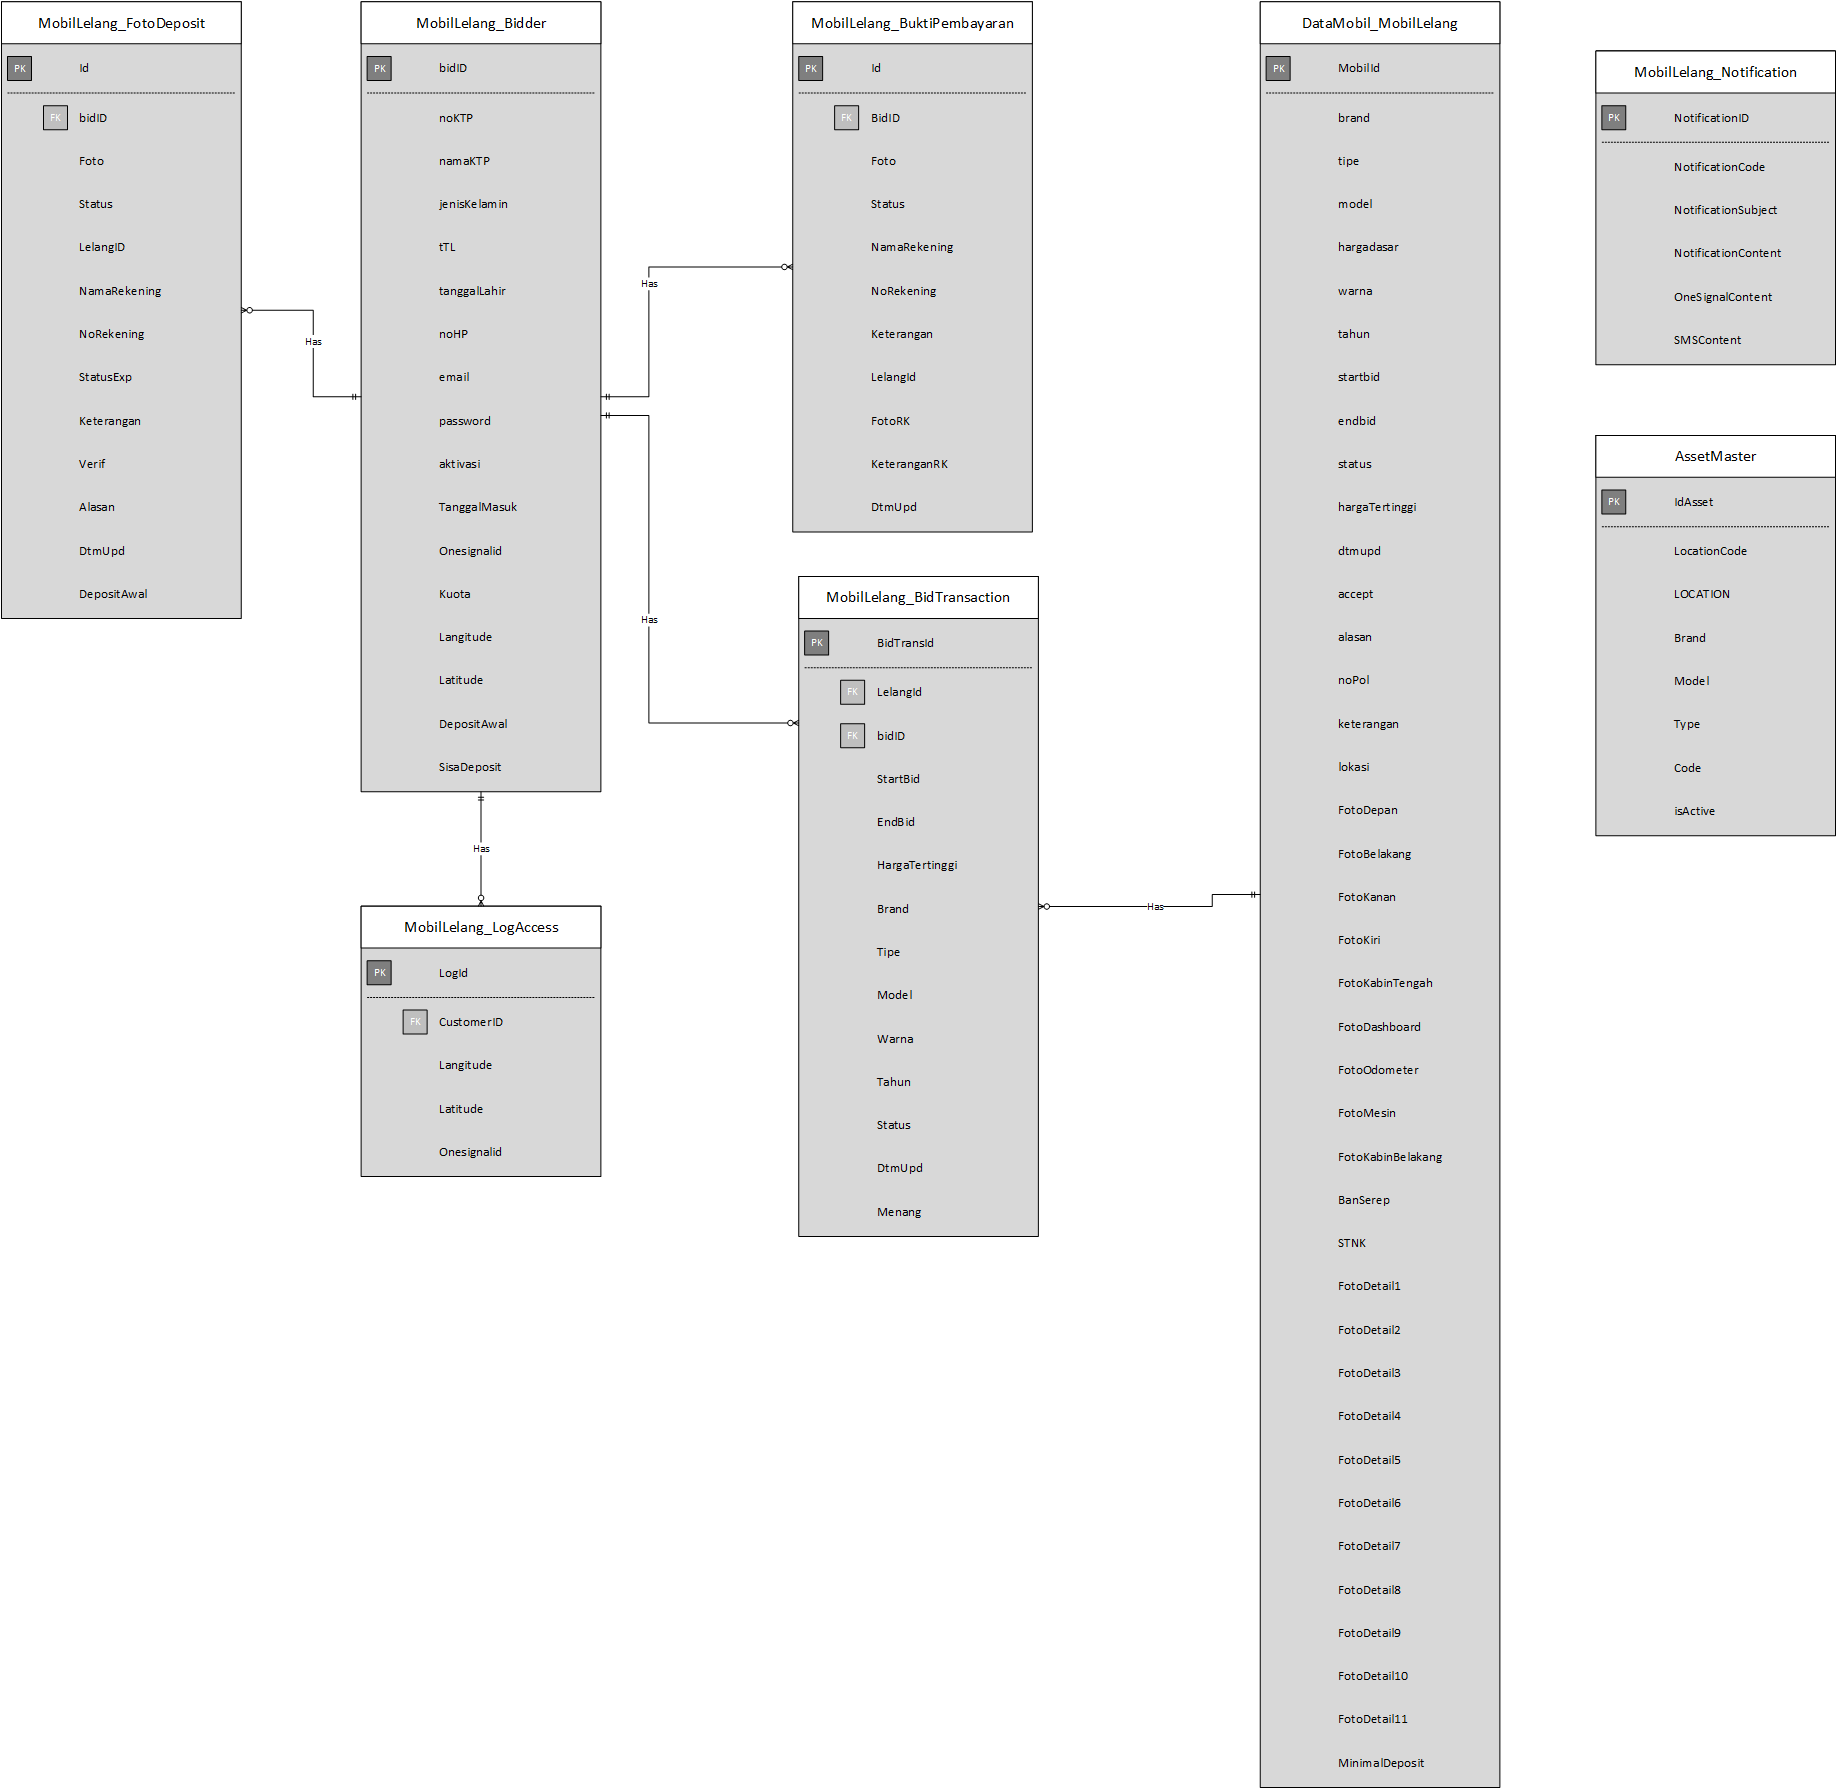 MobilLelang_FotoDeposit
PK Id
FK bidID
Foto
Status
LelangID
NamaRekening
NoRekening
StatusExp
Keterangan
Verif
Alasan
DtmUpd
DepositAwal
Has
MobilLelang_Bidder
PK bidID
noKTP
namaKTP
jenisKelamin
tTL
tanggalLahir
noHP
email
password
aktivasi
TanggalMasuk
Onesignalid
Kuota
Langitude
Latitude
DepositAwal
SisaDeposit
Has
MobilLelang_LogAccess
PK LogId
FK CustomerID
Langitude
Latitude
Onesignalid
Has
Has
MobilLelang_BuktiPembayaran
PK Id
FK BidID
Foto
Status
NamaRekening
NoRekening
Keterangan
LelangId
FotoRK
KeteranganRK
DtmUpd
MobilLelang_BidTransaction
PK BidTransId
FK LelangId
FK bidID
StartBid
EndBid
HargaTertinggi
Brand
Tipe
Model
Warna
Tahun
Status
DtmUpd
Menang
Has
DataMobil_MobilLelang
PK MobilId
brand
tipe
model
hargadasar
warna
tahun
startbid
endbid
status
hargaTertinggi
dtmupd
accept
alasan
noPol
keterangan
lokasi
FotoDepan
FotoBelakang
FotoKanan
FotoKiri
FotoKabinTengah
FotoDashboard
FotoOdometer
FotoMesin
FotoKabinBelakang
BanSerep
STNK
FotoDetail1
FotoDetail2
FotoDetail3
FotoDetail4
FotoDetail5
FotoDetail6
FotoDetail7
FotoDetail8
FotoDetail9
FotoDetail10
FotoDetail11
MinimalDeposit
MobilLelang_Notification
PK NotificationID
NotificationCode
NotificationSubject
NotificationContent
OneSignalContent
SMSContent
AssetMaster
PK IdAsset
LocationCode
LOCATION
Brand
Model
Type
Code
isActive